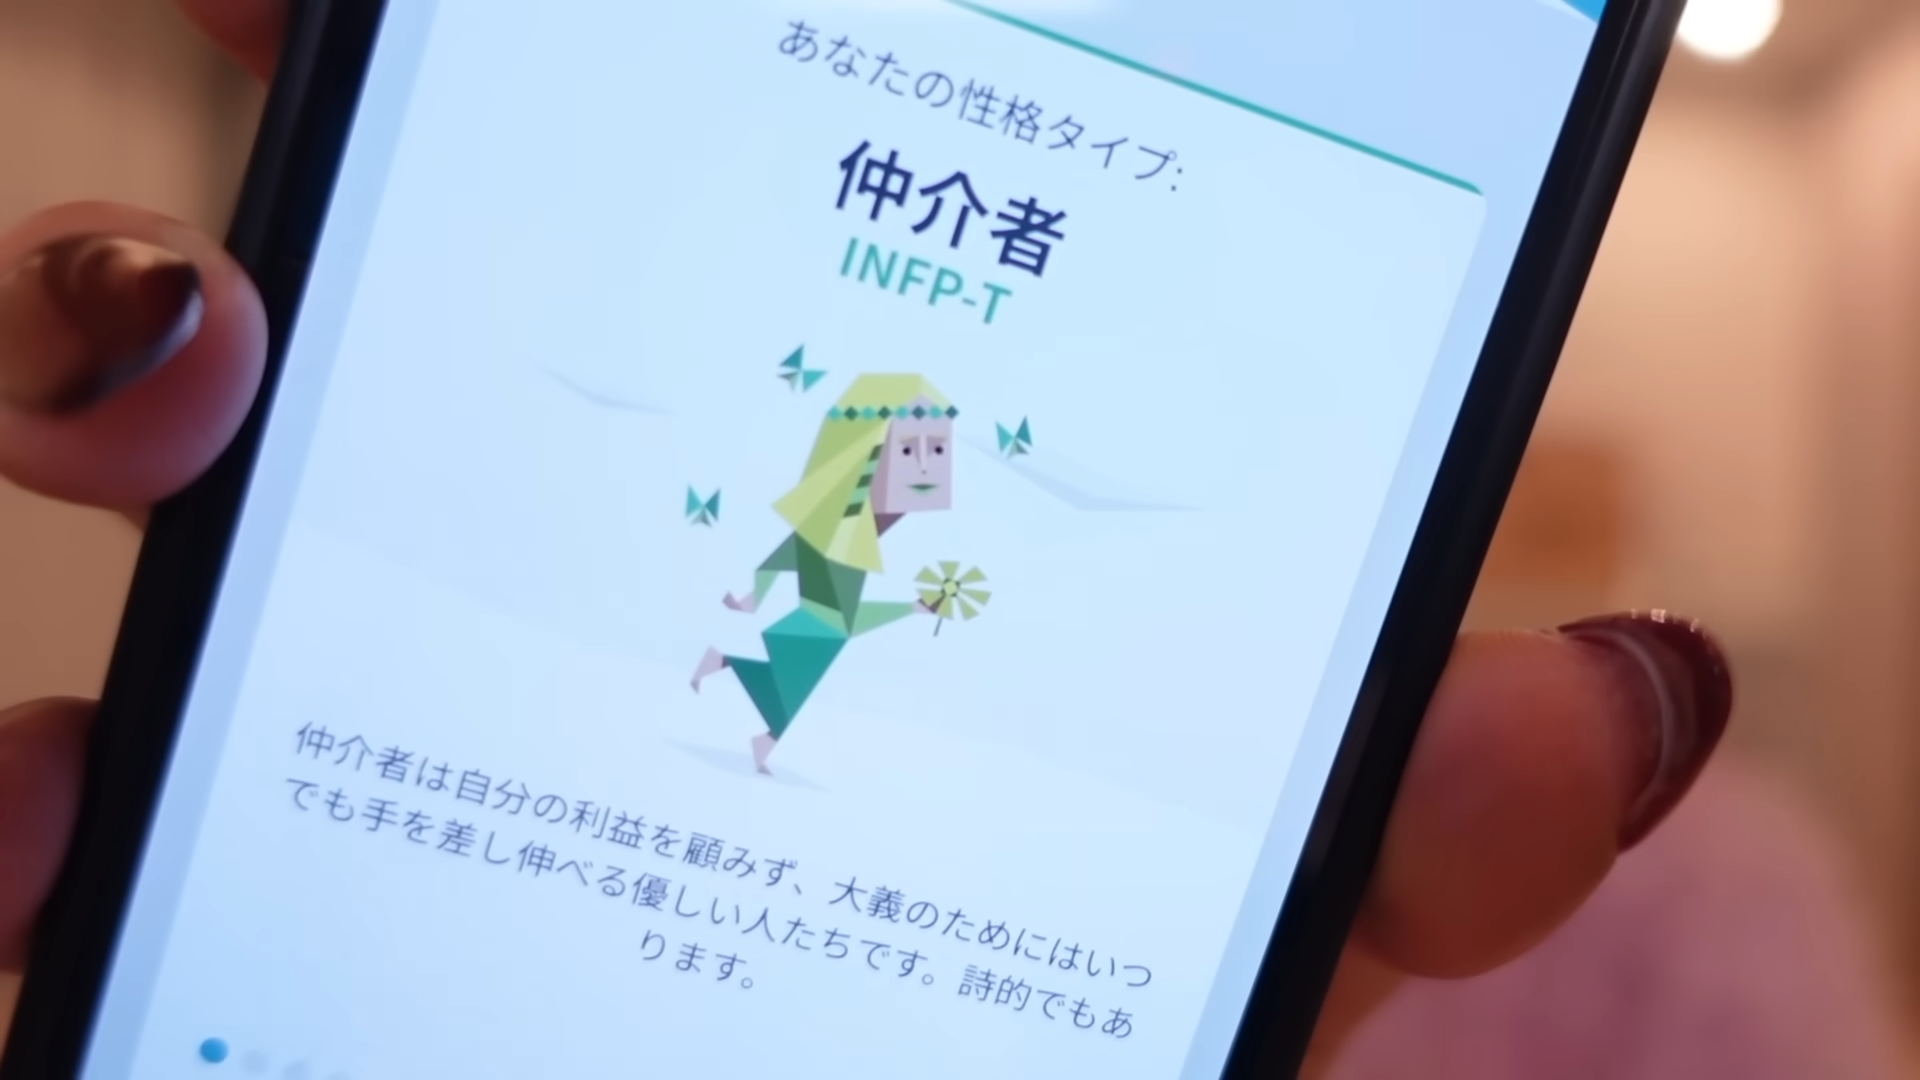 あなたの性格タイプ:
仲介者
INFP-T
仲介者は自分の利益を顧みず、大義のためにはいつ
でも手を差し伸べる優しい人たちです。詩的でもあ
ります。